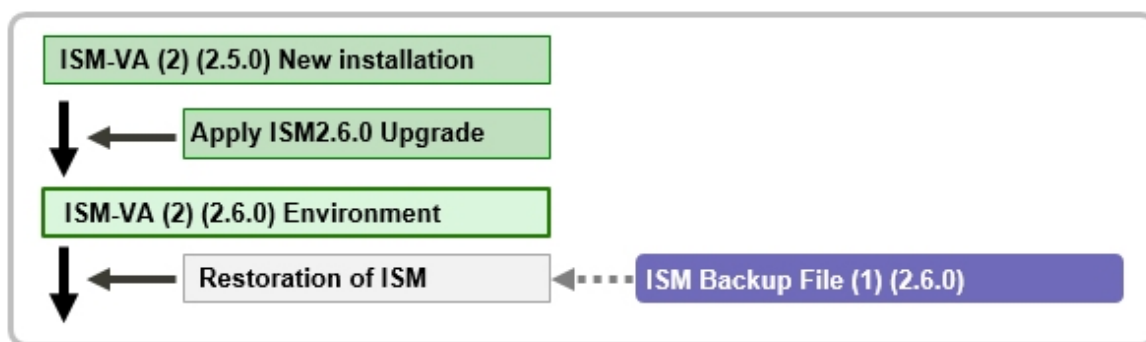 ISM-VA (2) (2.5.0) New installation
Apply ISM2.6.0 Upgrade
ISM-VA (2) (2.6.0) Environment
Restoration of ISM
ISM Backup File (1) (2.6.0)